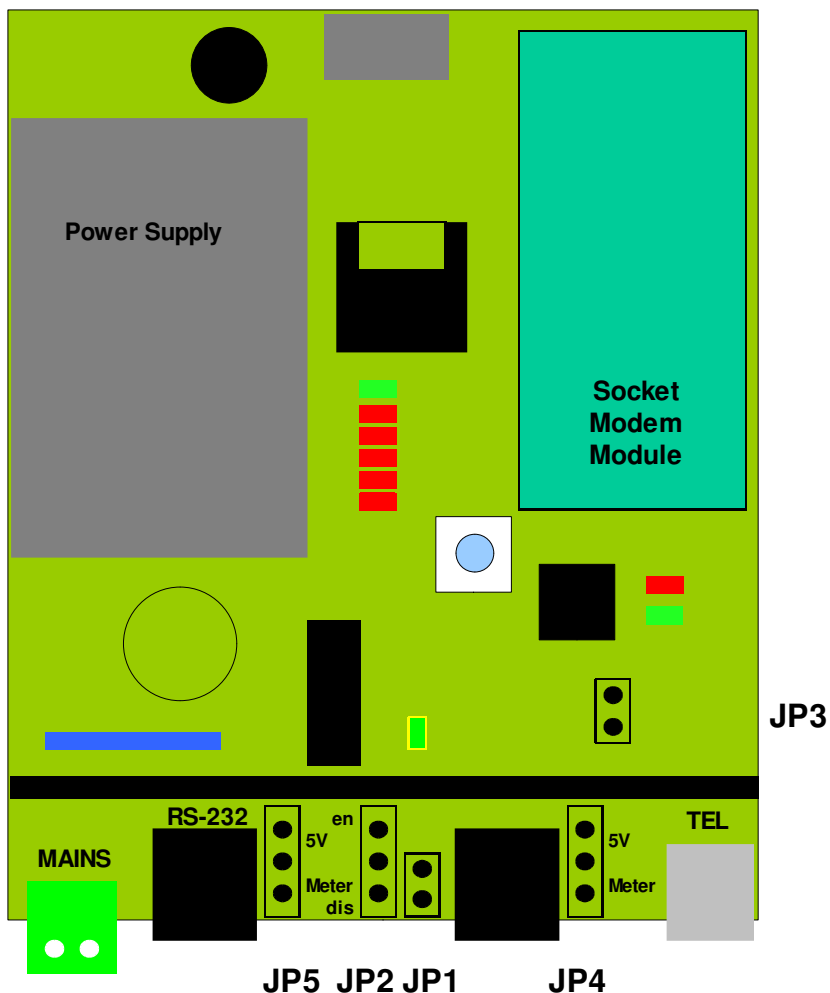 Power Supply
Socket
Modem
Module
JP3
RS-232
en
5V
TEL
5V
MAINS
Meter
Meter
dis
JP5
JP2
JP1
JP4